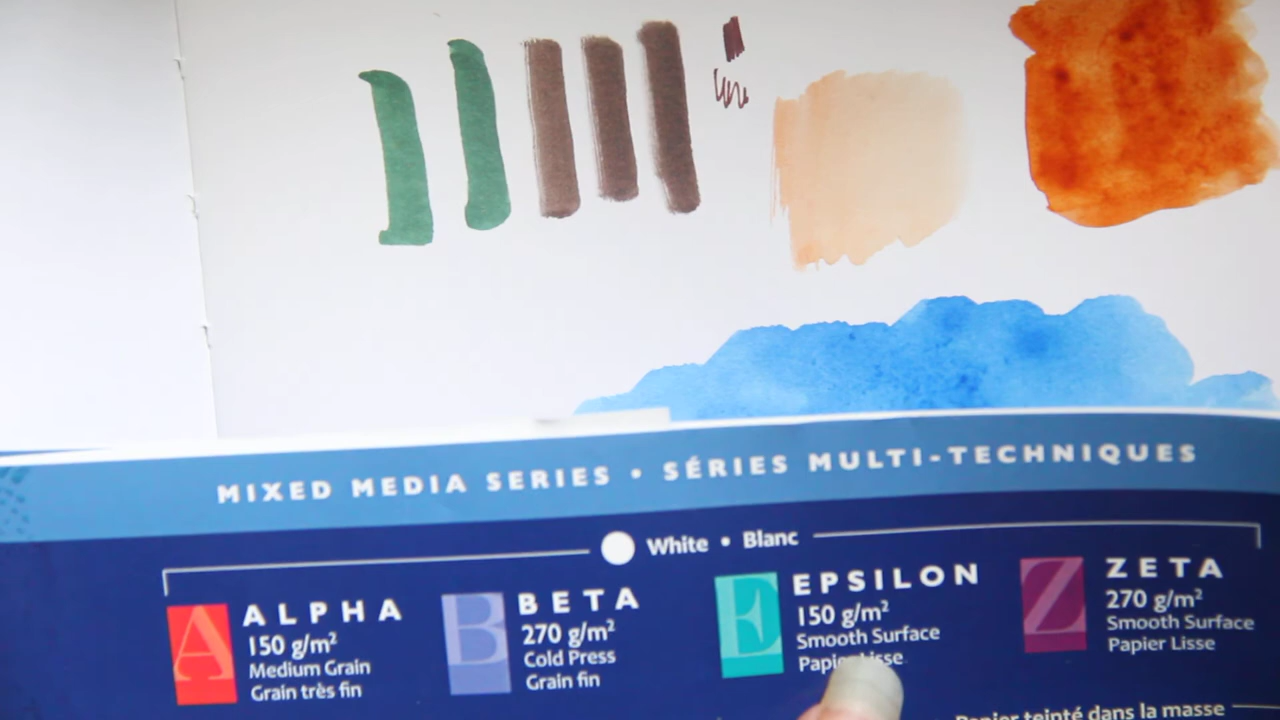 MIXED MEDIA SERIES • SÉRIES MULTI-TECHNIQUES
White • Blanc
A
ALPHA
150 g/m²
Medium Grain
Grain très fin
B
BETA
270 g/m²
Cold Press
Grain fin
E
EPSILON
150 g/m²
Smooth Surface
Papier Lisse
Z
ZETA
270 g/m²
Smooth Surface
Papier Lisse
Papier teinté dans la masse